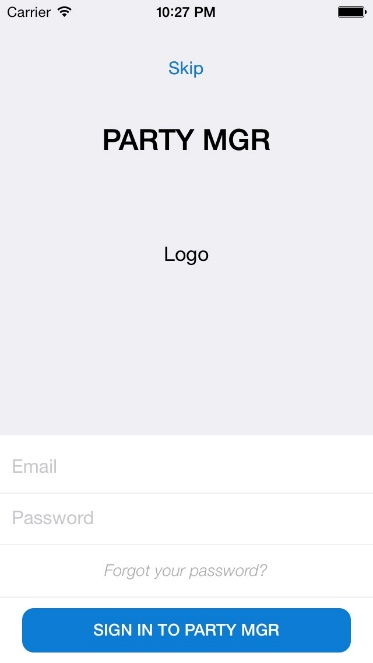 Carrier 10:27 PM
Skip
PARTY MGR
Logo
Email
Password
Forgot your password?
SIGN IN TO PARTY MGR